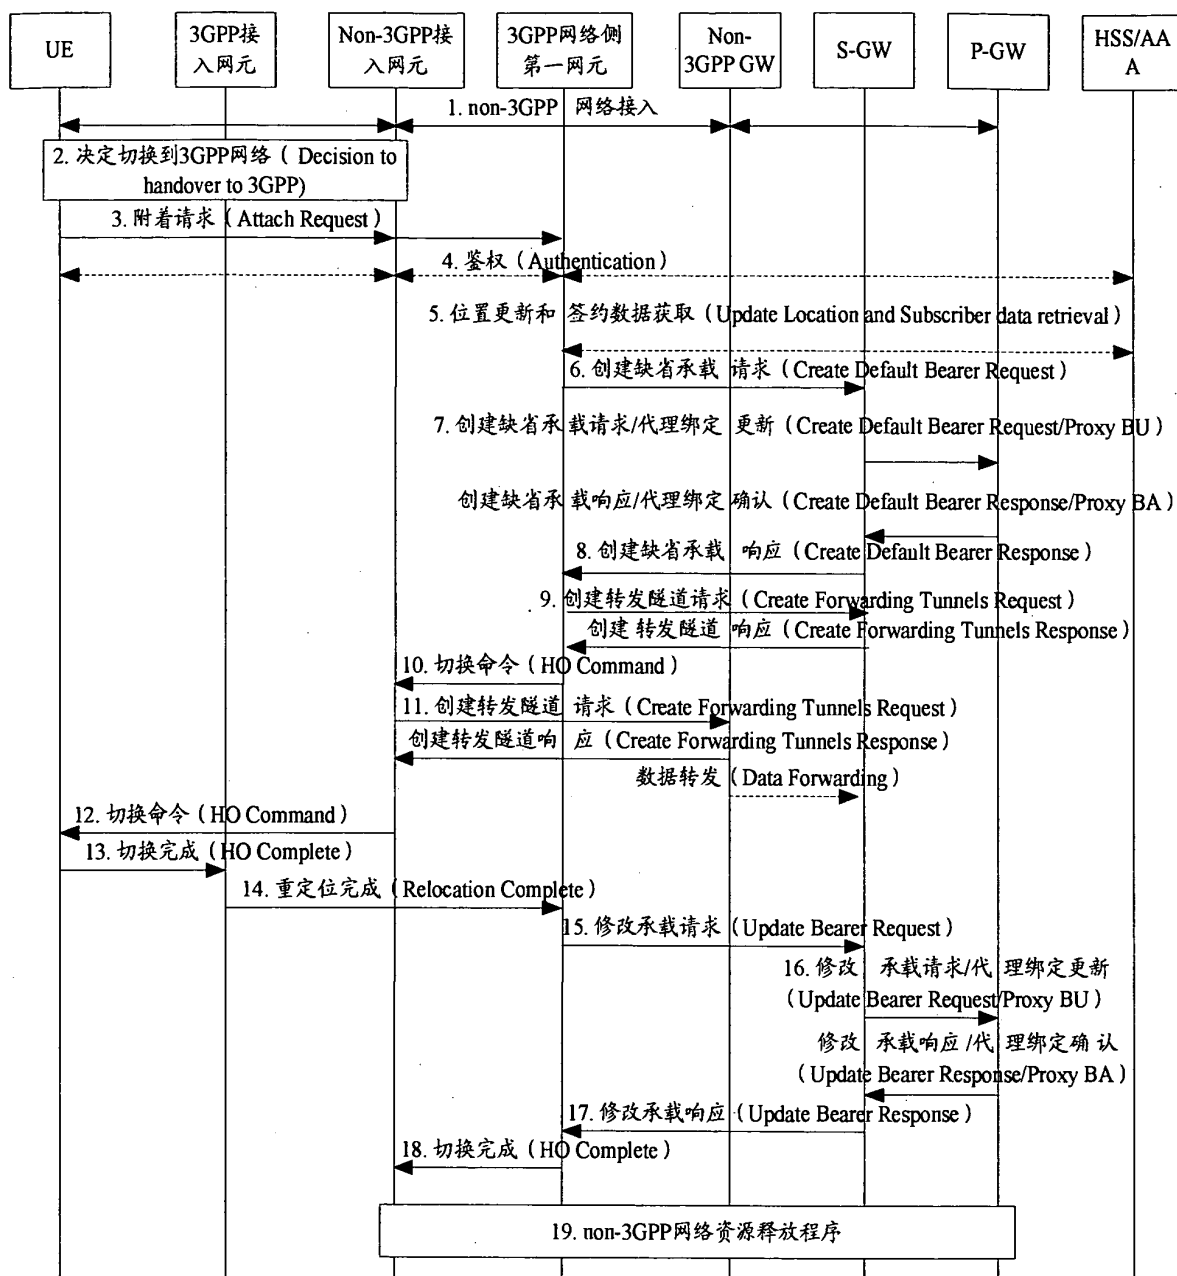 UE
3GPP接
入网元
Non-3GPP接
入网元
3GPP网络侧
第一网元
Non-
3GPP GW
S-GW
P-GW
HSS/AA
A
1. non-3GPP 网络接入
2. 决定切换到3GPP网络（ Decision to
handover to 3GPP)
3. 附着请求（Attach Request）
4. 鉴权（Authentication）
5. 位置更新和 签约数据获取（Update Location and Subscriber data retrieval）
6. 创建缺省承载 请求（Create Default Bearer Request）
7. 创建缺省承 载请求/代理绑定 更新（Create Default Bearer Request/Proxy BU）
创建缺省承 载响应/代理绑定 确认（Create Default Bearer Response/Proxy BA）
8. 创建缺省承载 响应（Create Default Bearer Response）
9. 创建转发隧道请求（Create Forwarding Tunnels Request）
创建 转发隧道 响应（Create Forwarding Tunnels Response）
10. 切换命令（HO Command）
11. 创建转发隧道 请求（Create Forwarding Tunnels Request）
创建转发隧道响 应（Create Forwarding Tunnels Response）
数据转发（Data Forwarding）
12. 切换命令（HO Command）
13. 切换完成（HO Complete）
14. 重定位完成（Relocation Complete）
15. 修改承载请求（Update Bearer Request）
16. 修改 承载请求/代 理绑定更新
（Update Bearer Request/Proxy BU）
修改 承载响应 /代 理绑定确 认
（Update Bearer Response/Proxy BA）
17. 修改承载响应（Update Bearer Response）
18. 切换完成（HO Complete）
19. non-3GPP网络资源释放程序